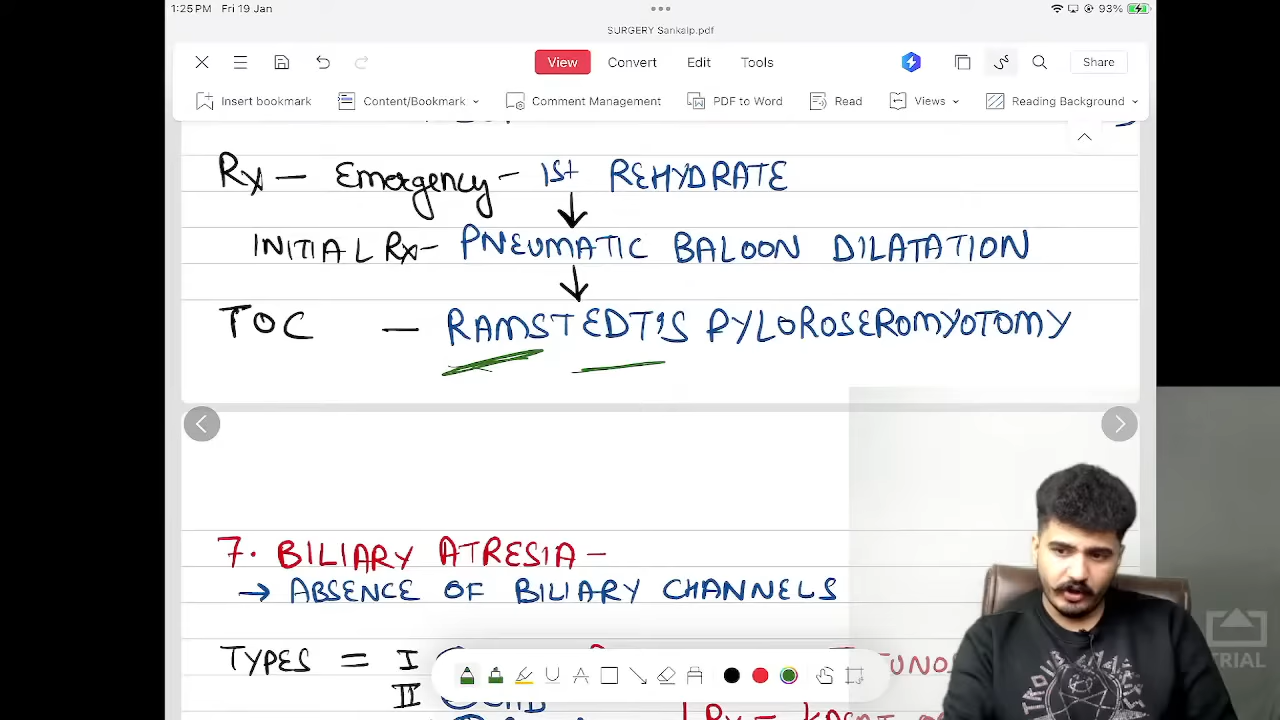 1:25 PM Fri 19 Jan
93%
SURGERY Sankalp.pdf
View Convert Edit Tools Share
Insert bookmark Content/Bookmark Comment Management PDF to Word Read Views Reading Background
Rx — Emergency - 1st REHYDRATE
INITIAL Rx - PNEUMATIC BALOON DILATATION
TOC — RAMSTEDT'S PYLOROSEROMYOTOMY
7. BILIARY ATRESIA -
→ ABSENCE OF BILIARY CHANNELS
TYPES = I
II
TRIAL